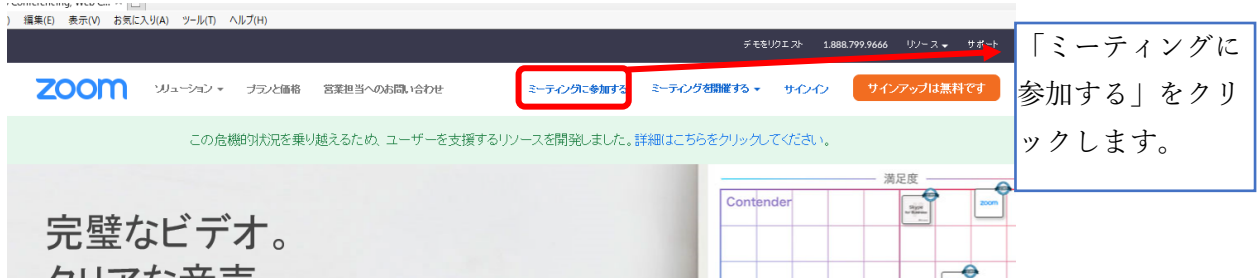 編集(E) 表示(V) お気に入り(A) ツール(T) ヘルプ(H)
デモをリクエスト 1.888.799.9666 リソース サポート
zoom ソリューション プランと価格 営業担当へのお問い合わせ ミーティングに参加する ミーティングを開催する サインイン サインアップは無料です
この危機的状況を乗り越えるため、ユーザーを支援するリソースを開発しました。詳細はこちらをクリックしてください。
「ミーティングに
参加する」をクリ
ックします。
満足度
Contender
zoom
完璧なビデオ。
クリアな音声